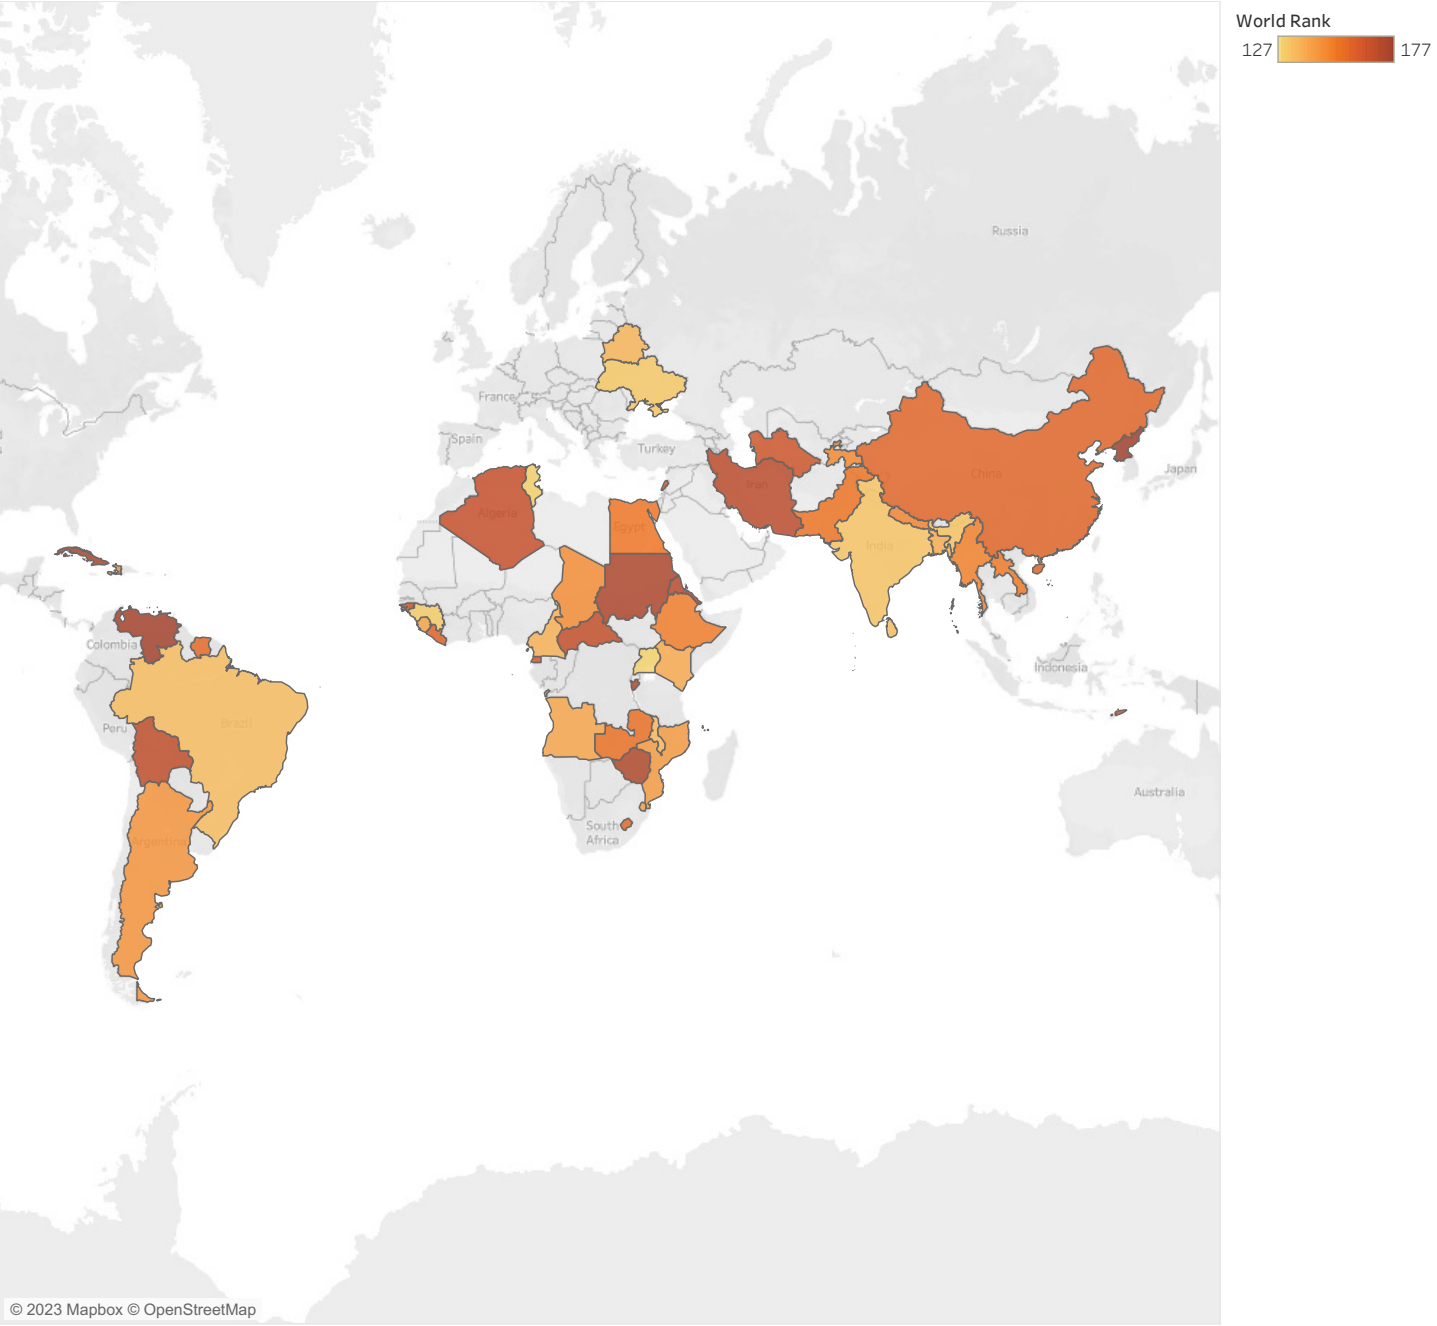 World Rank
127
177
Russia
France
Spain
Turkey
Japan
China
Iran
Algeria
Egypt
India
Colombia
Indonesia
Brazil
Peru
Australia
South
Africa
Argentina
© 2023 Mapbox © OpenStreetMap